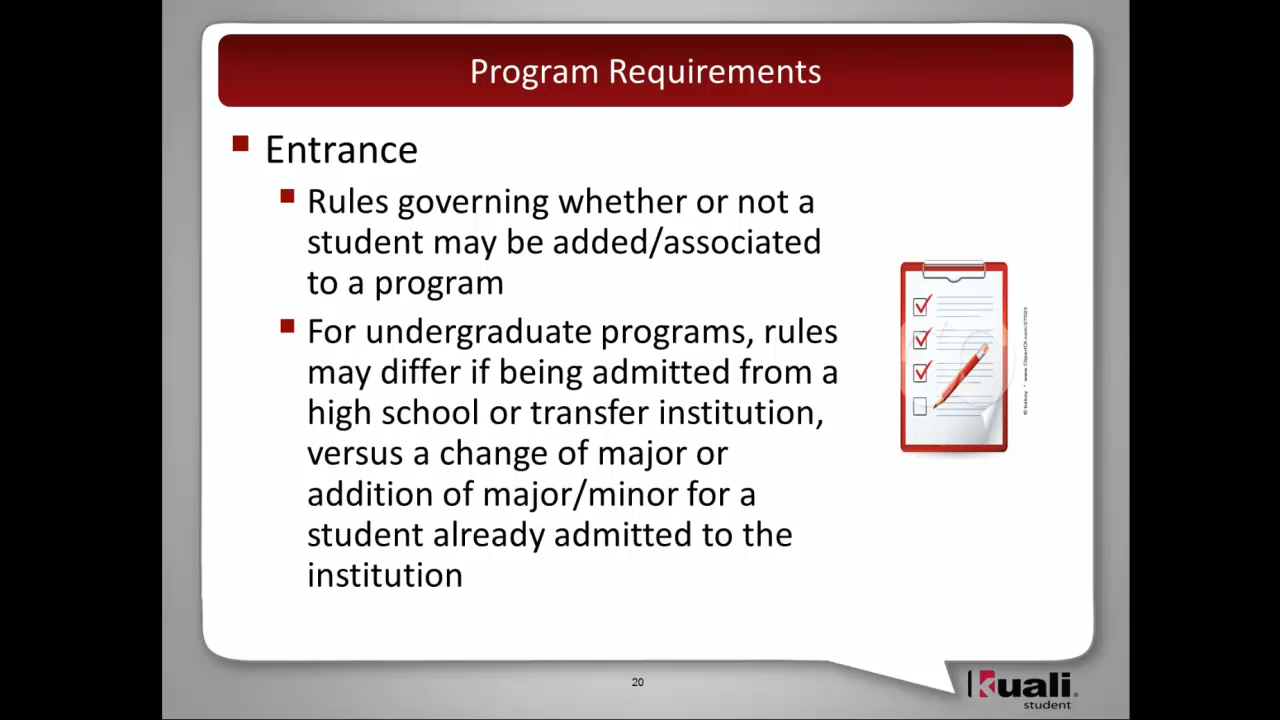 Program Requirements
Entrance
Rules governing whether or not a
student may be added/associated
to a program
For undergraduate programs, rules
may differ if being admitted from a
high school or transfer institution,
versus a change of major or
addition of major/minor for a
student already admitted to the
institution
20
Kuali
student